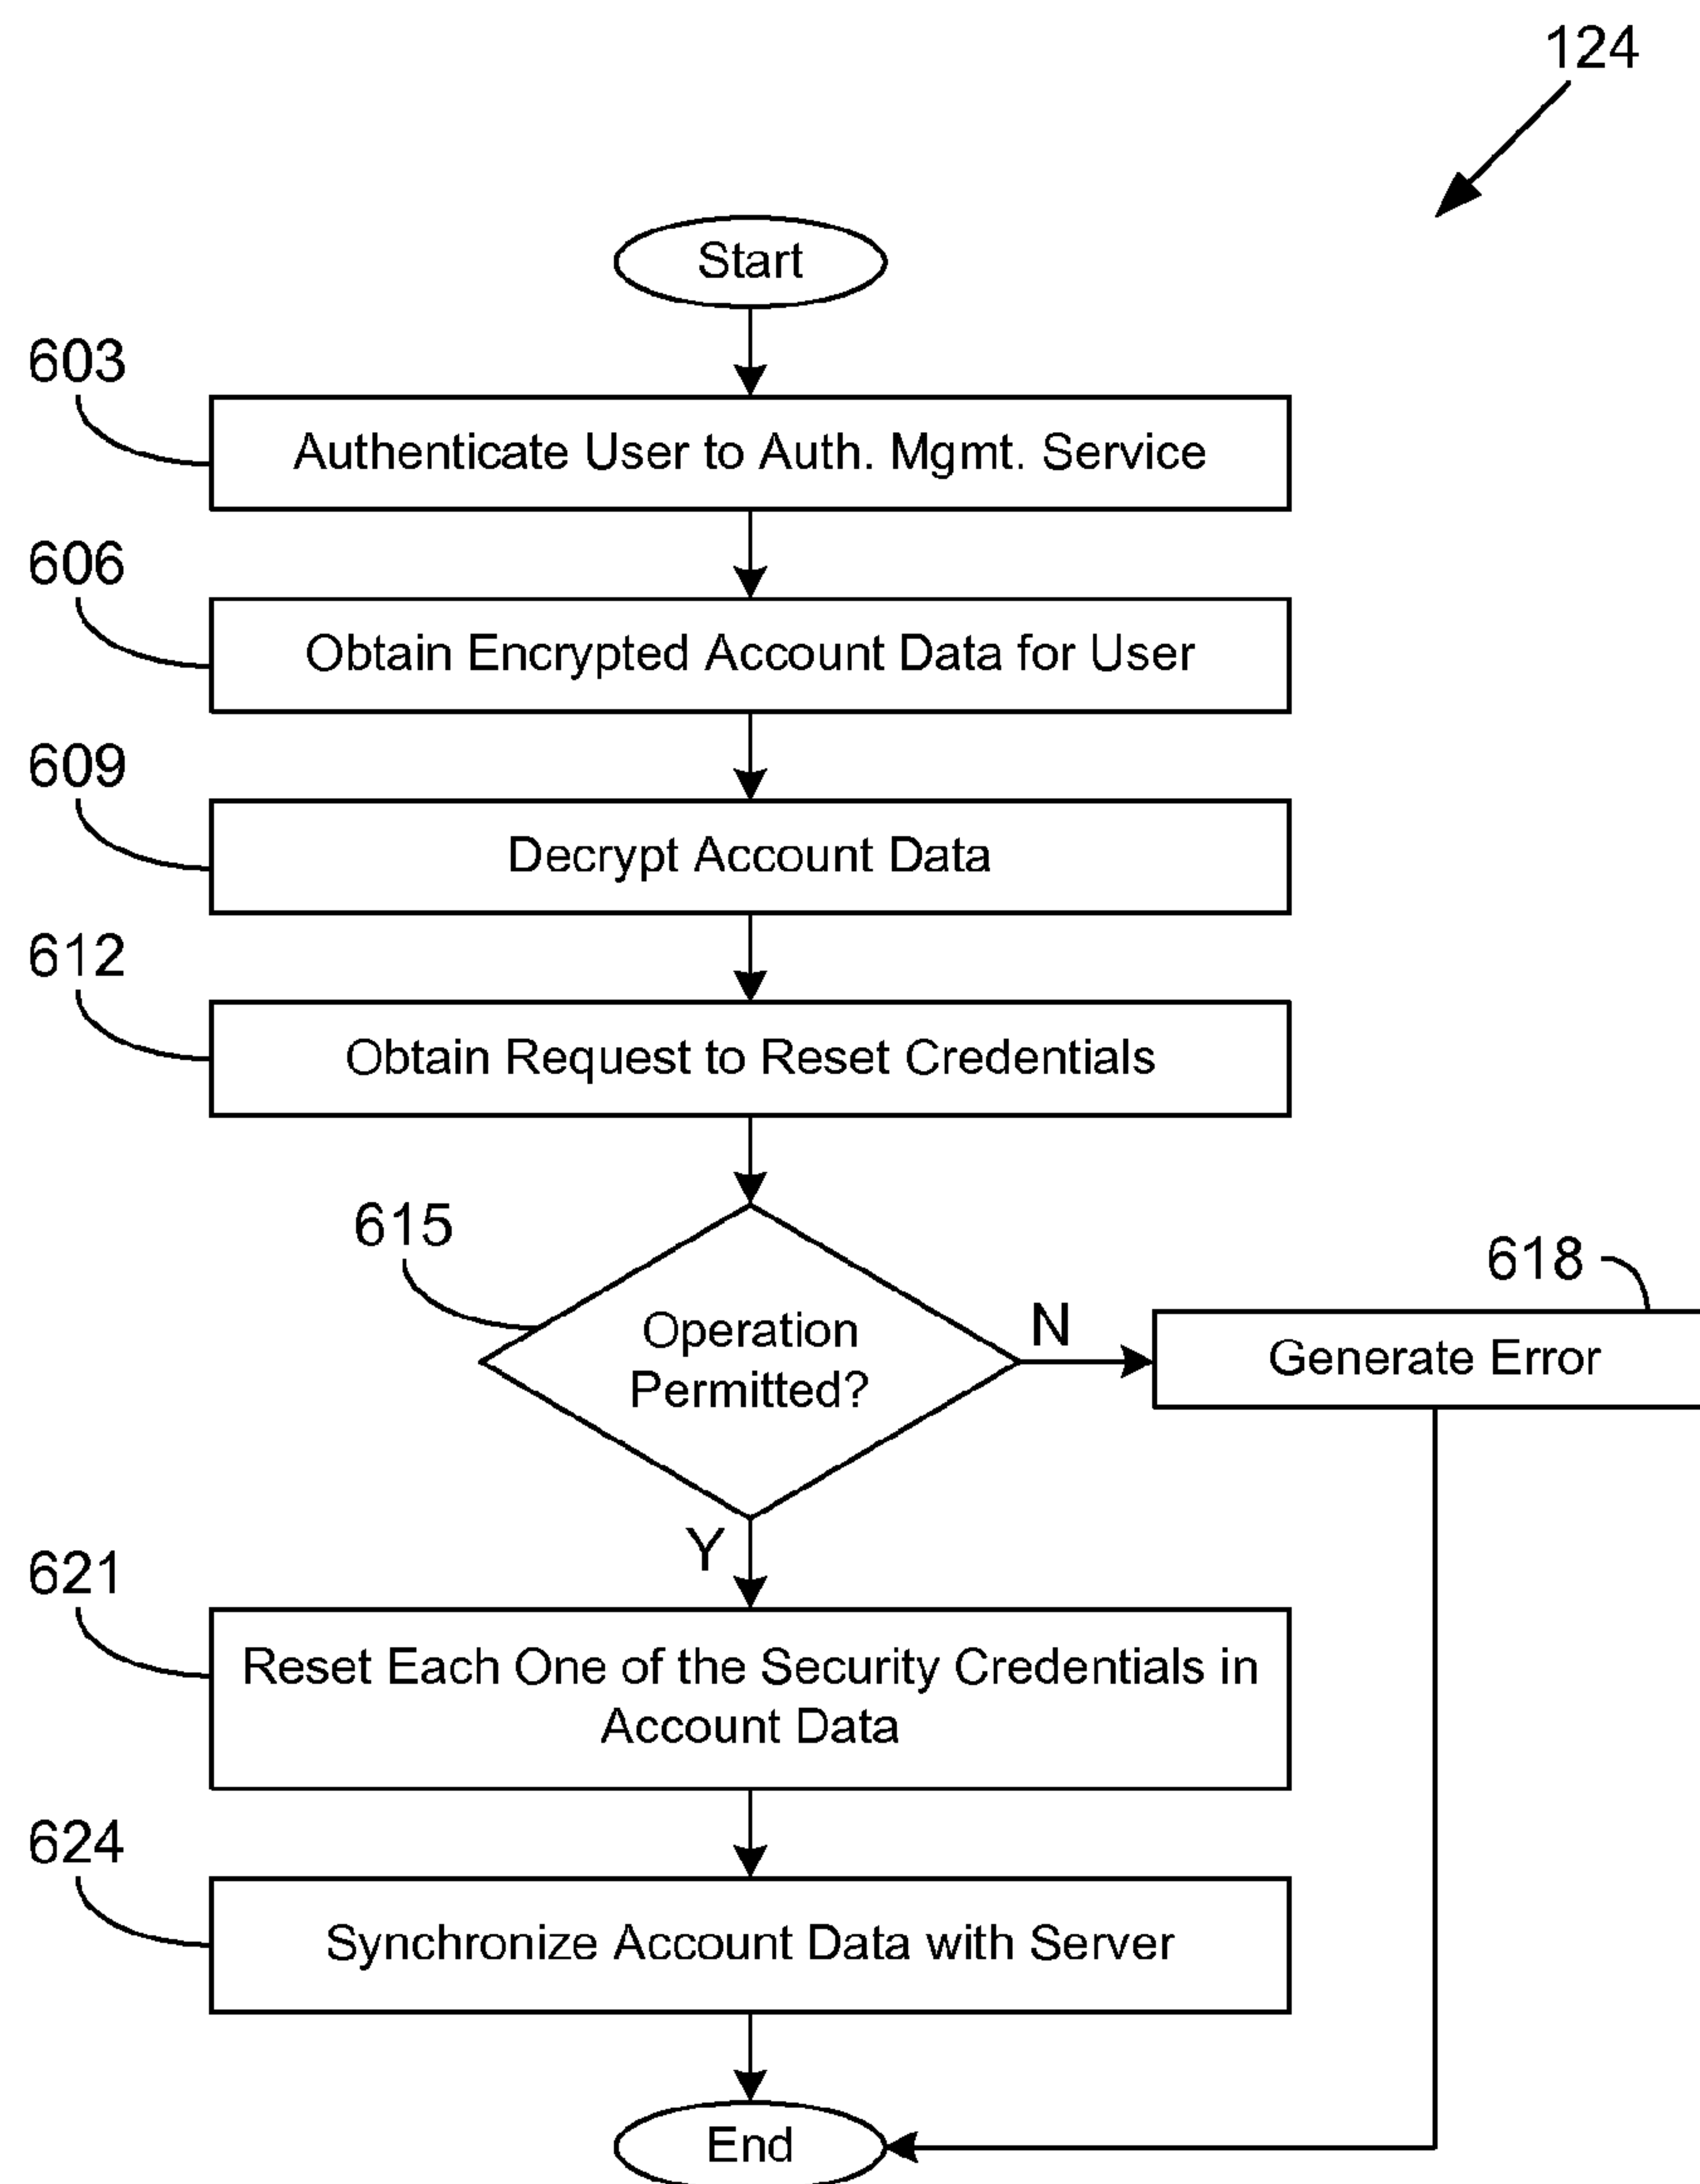 124
Start
603
Authenticate User to Auth. Mgmt. Service
606
Obtain Encrypted Account Data for User
609
Decrypt Account Data
612
Obtain Request to Reset Credentials
615
Operation
Permitted?
N
618
Generate Error
Y
621
Reset Each One of the Security Credentials in
Account Data
624
Synchronize Account Data with Server
End